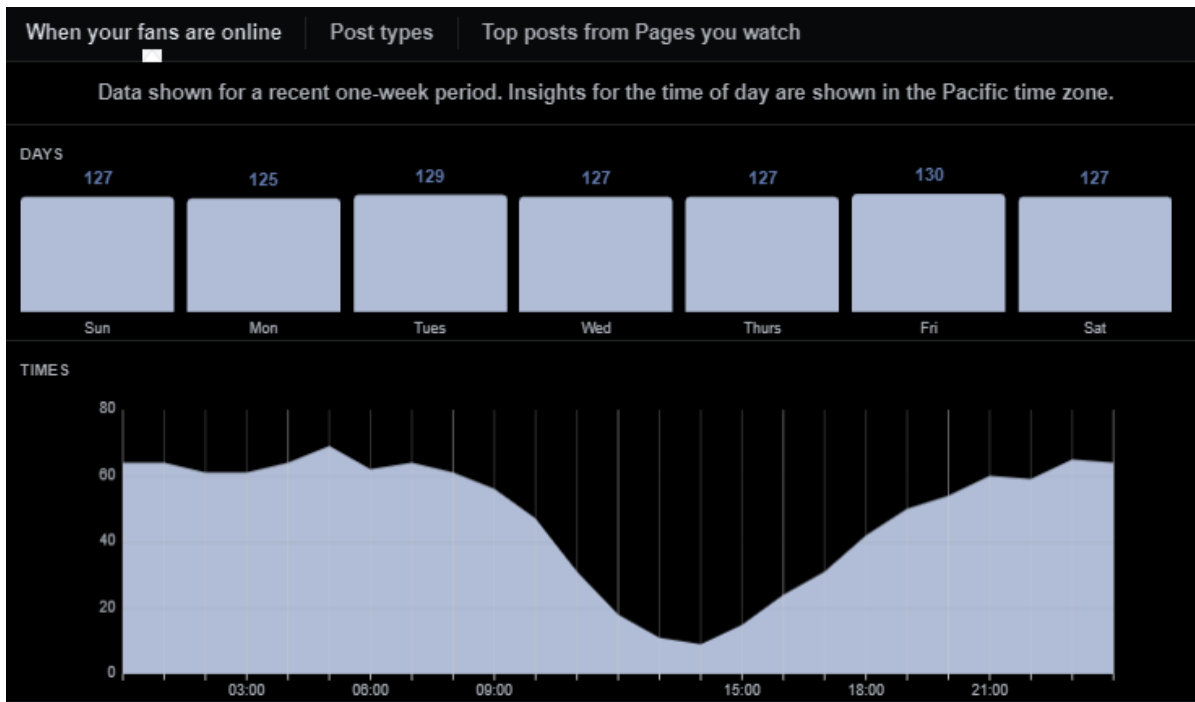 When your fans are online Post types Top posts from Pages you watch
Data shown for a recent one-week period. Insights for the time of day are shown in the Pacific time zone.
DAYS
127 125 129 127 127 130 127
Sun Mon Tues Wed Thurs Fri Sat
TIMES
80
60
40
20
0
03:00 06:00 09:00 15:00 18:00 21:00